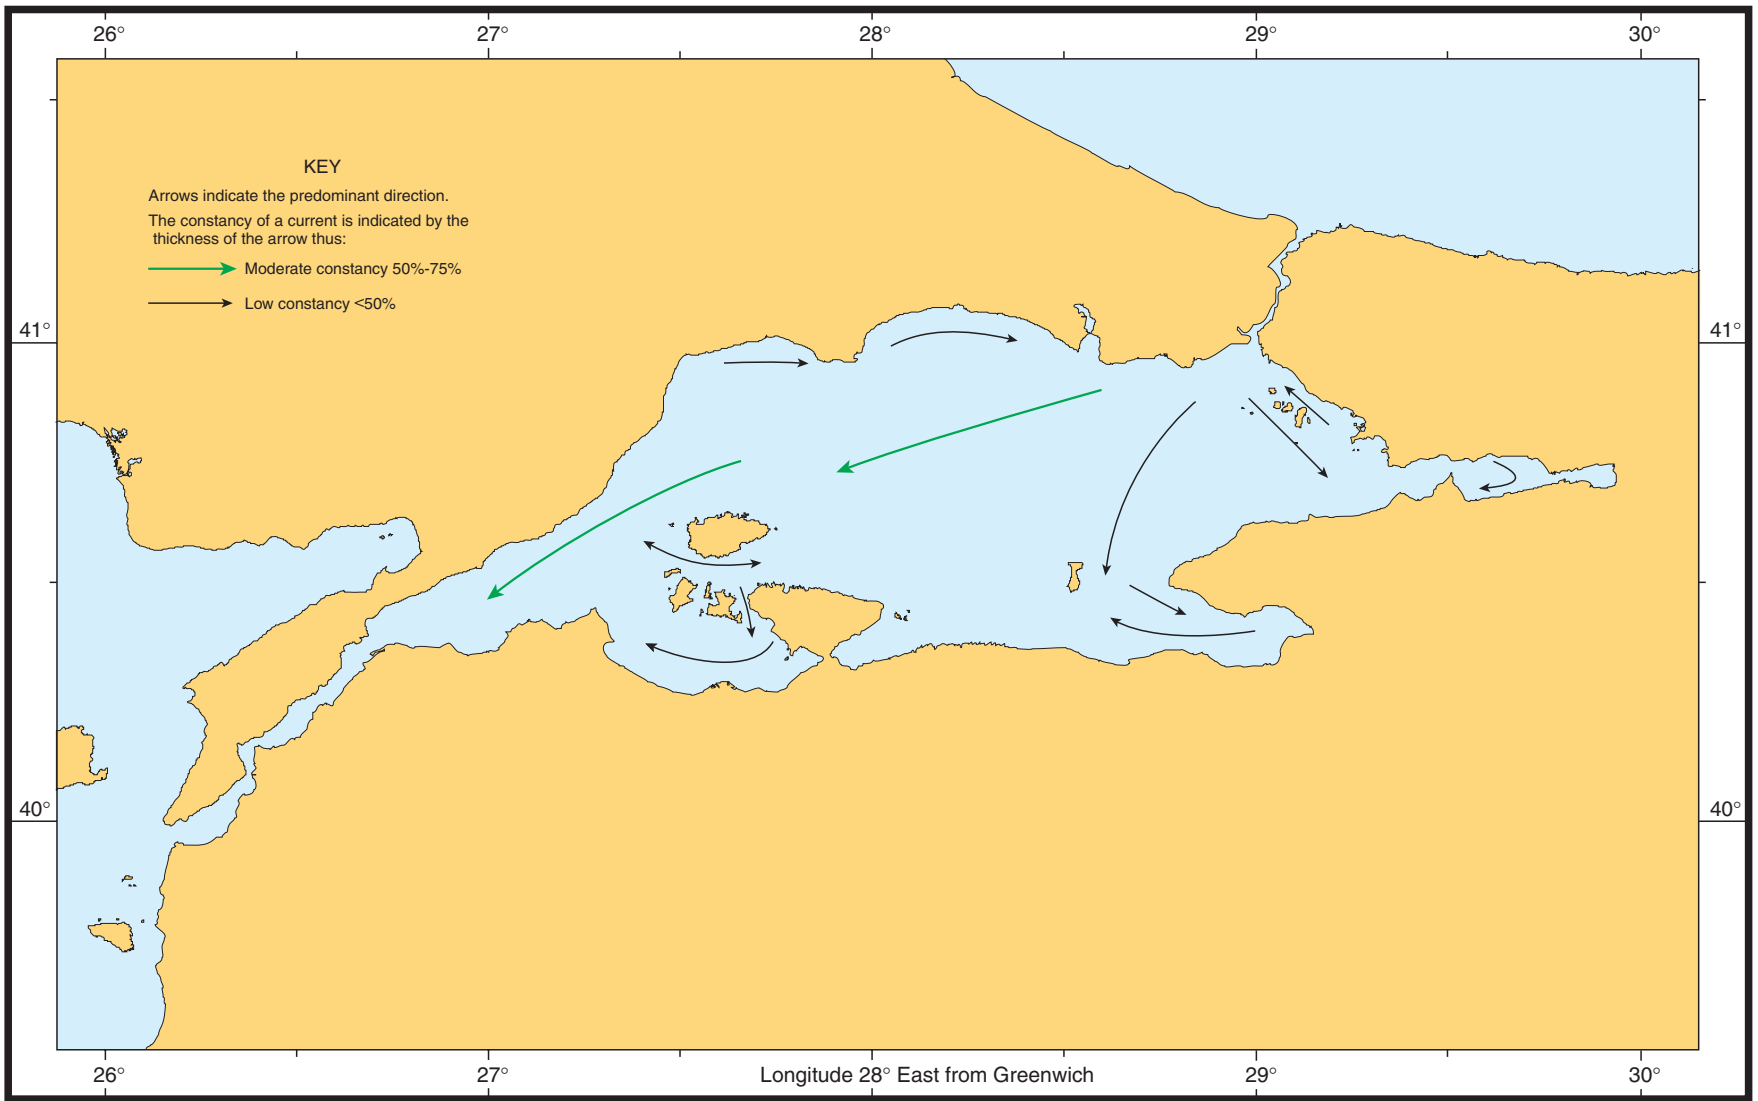 26° 27° 28° 29° 30°
KEY
Arrows indicate the predominant direction.
The constancy of a current is indicated by the
thickness of the arrow thus:
Moderate constancy 50%-75%
Low constancy <50%
41° 41°
40° 40°
26° 27° Longitude 28° East from Greenwich 29° 30°